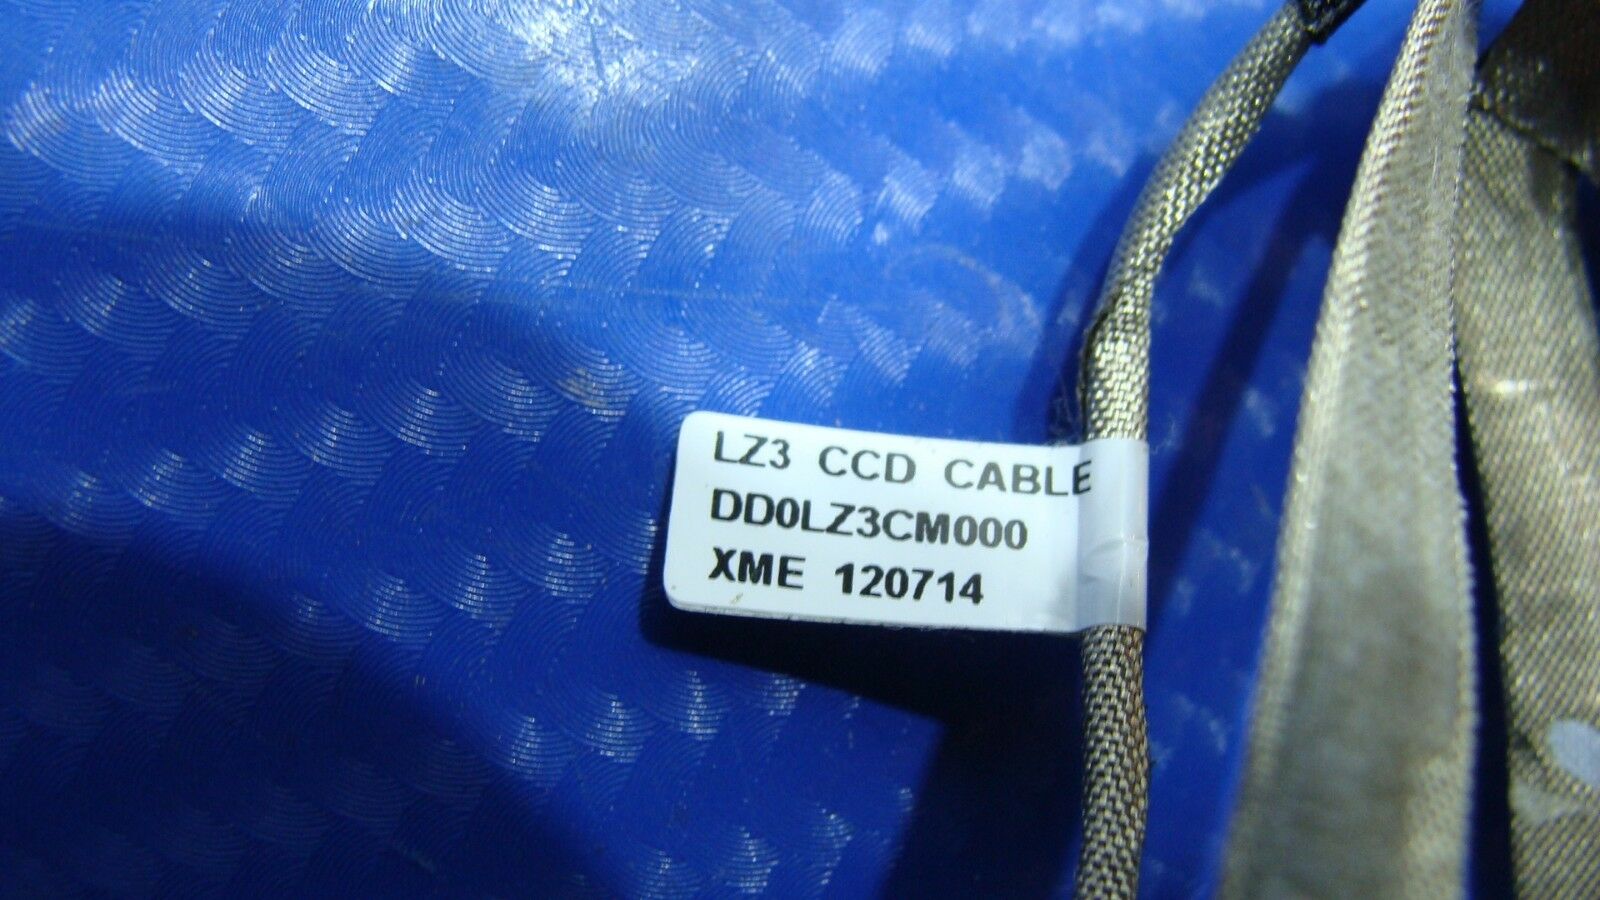 LZ3 CCD CABLE
DD0LZ3CM000
XME 120714